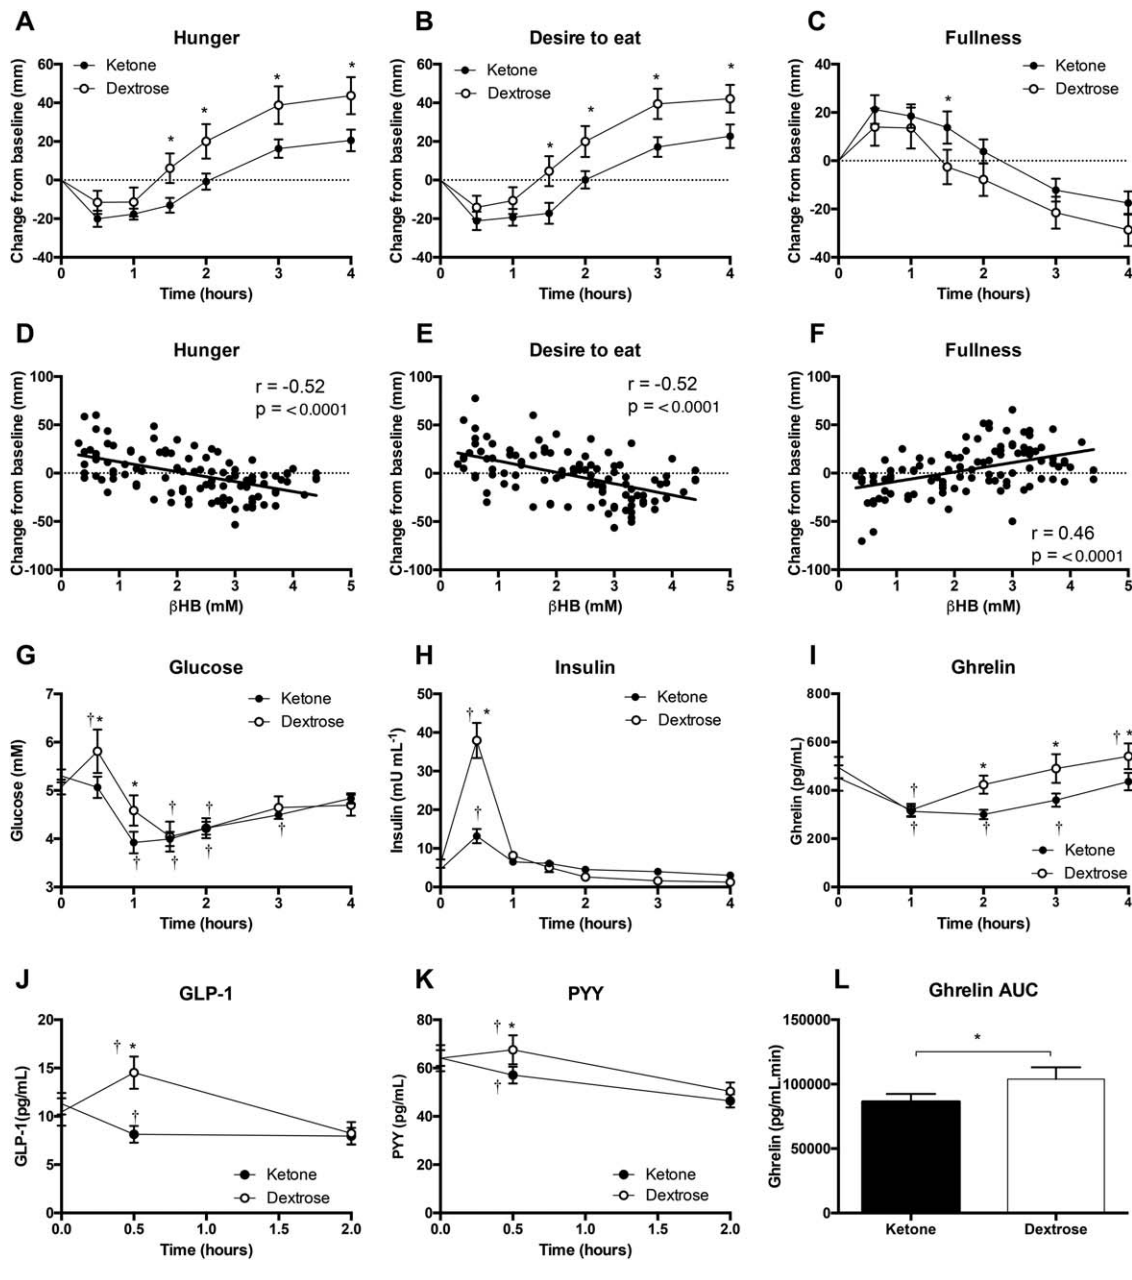 A
Hunger
Ketone
Dextrose
Change from baseline (mm)
60
40
20
0
-20
-40
* * * *
0 1 2 3 4
Time (hours)
B
Desire to eat
Ketone
Dextrose
Change from baseline (mm)
60
40
20
0
-20
-40
* * * *
0 1 2 3 4
Time (hours)
C
Fullness
Ketone
Dextrose
Change from baseline (mm)
40
20
0
-20
-40
*
0 1 2 3 4
Time (hours)
D
Hunger
r = -0.52
p = <0.0001
Change from baseline (mm)
100
50
0
-50
-100
0 1 2 3 4 5
βHB (mM)
E
Desire to eat
r = -0.52
p = <0.0001
Change from baseline (mm)
100
50
0
-50
-100
0 1 2 3 4 5
βHB (mM)
F
Fullness
r = 0.46
p = <0.0001
Change from baseline (mm)
100
50
0
-50
-100
0 1 2 3 4 5
βHB (mM)
G
Glucose
Ketone
Dextrose
Glucose (mM)
7
6
5
4
3
†* * † †
† † † †
0 1 2 3 4
Time (hours)
H
Insulin
Ketone
Dextrose
Insulin (mU mL-1)
50
40
30
20
10
0
† *
†
0 1 2 3 4
Time (hours)
I
Ghrelin
Ketone
Dextrose
Ghrelin (pg/mL)
800
600
400
200
0
† * * † *
† † †
0 1 2 3 4
Time (hours)
J
GLP-1
Ketone
Dextrose
GLP-1(pg/mL)
20
15
10
5
0
† *
†
0.0 0.5 1.0 1.5 2.0
Time (hours)
K
PYY
Ketone
Dextrose
PYY (pg/mL)
80
60
40
20
0
† *
†
0.0 0.5 1.0 1.5 2.0
Time (hours)
L
Ghrelin AUC
Ghrelin (pg/mL.min)
150000
100000
50000
0
*
Ketone Dextrose